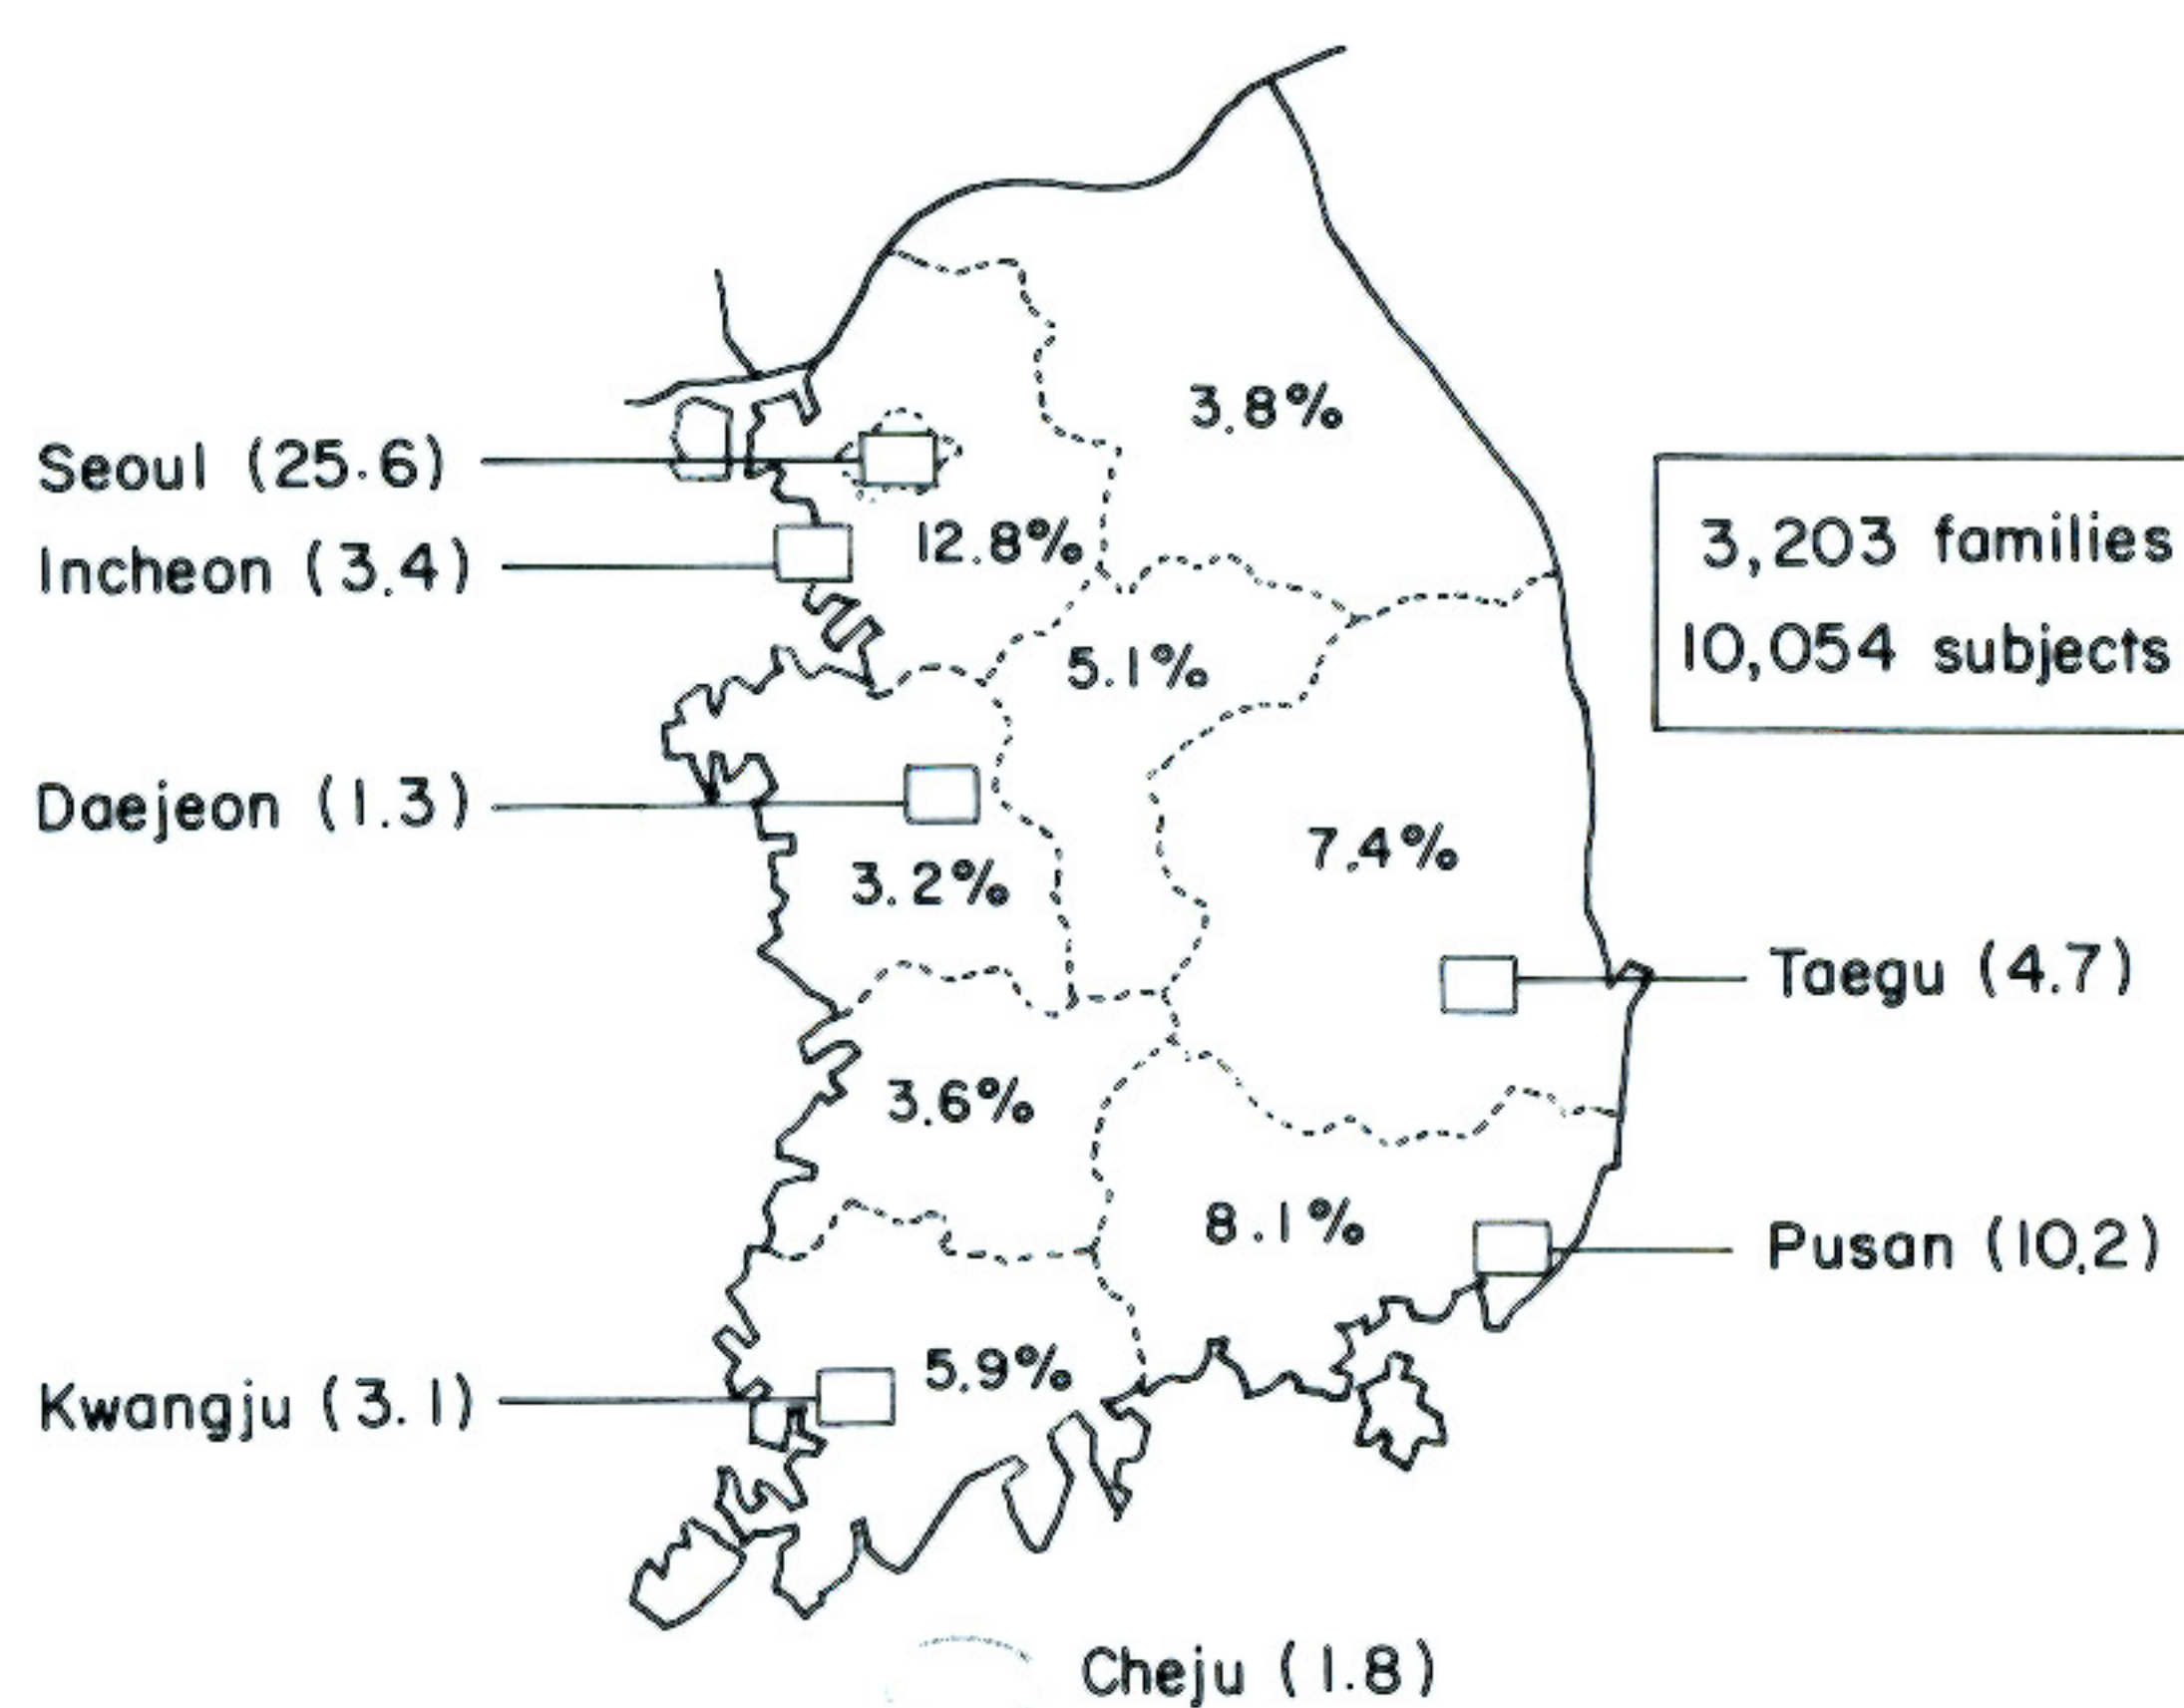 3.8%
Seoul (25.6)
3,203 families
12.8%
Incheon (3.4)
10,054 subjects
5.1%
Daejeon (1.3)
7.4%
3.2%
Taegu (4.7)
3.6%
8.1%
Pusan (10.2)
5.9%
Kwangju (3.1)
Cheju (1.8)